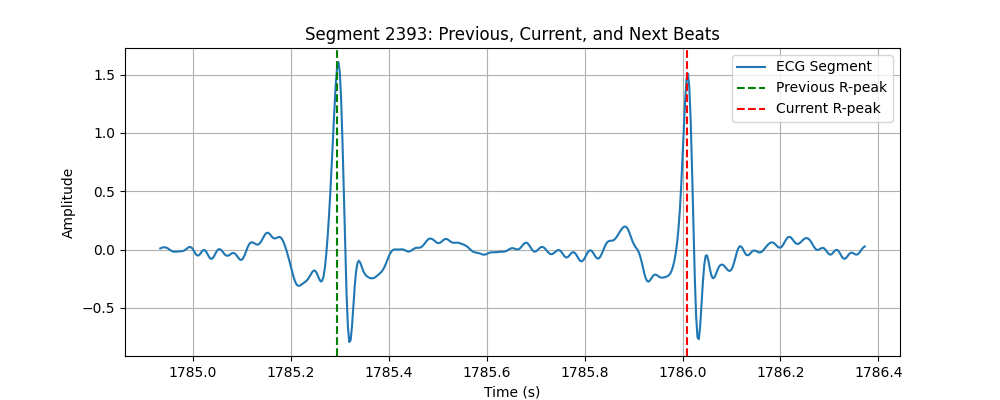 Segment 2393: Previous, Current, and Next Beats
ECG Segment
Previous R-peak
Current R-peak
Amplitude
1.5
1.0
0.5
0.0
−0.5
1785.0 1785.2 1785.4 1785.6 1785.8 1786.0 1786.2 1786.4
Time (s)